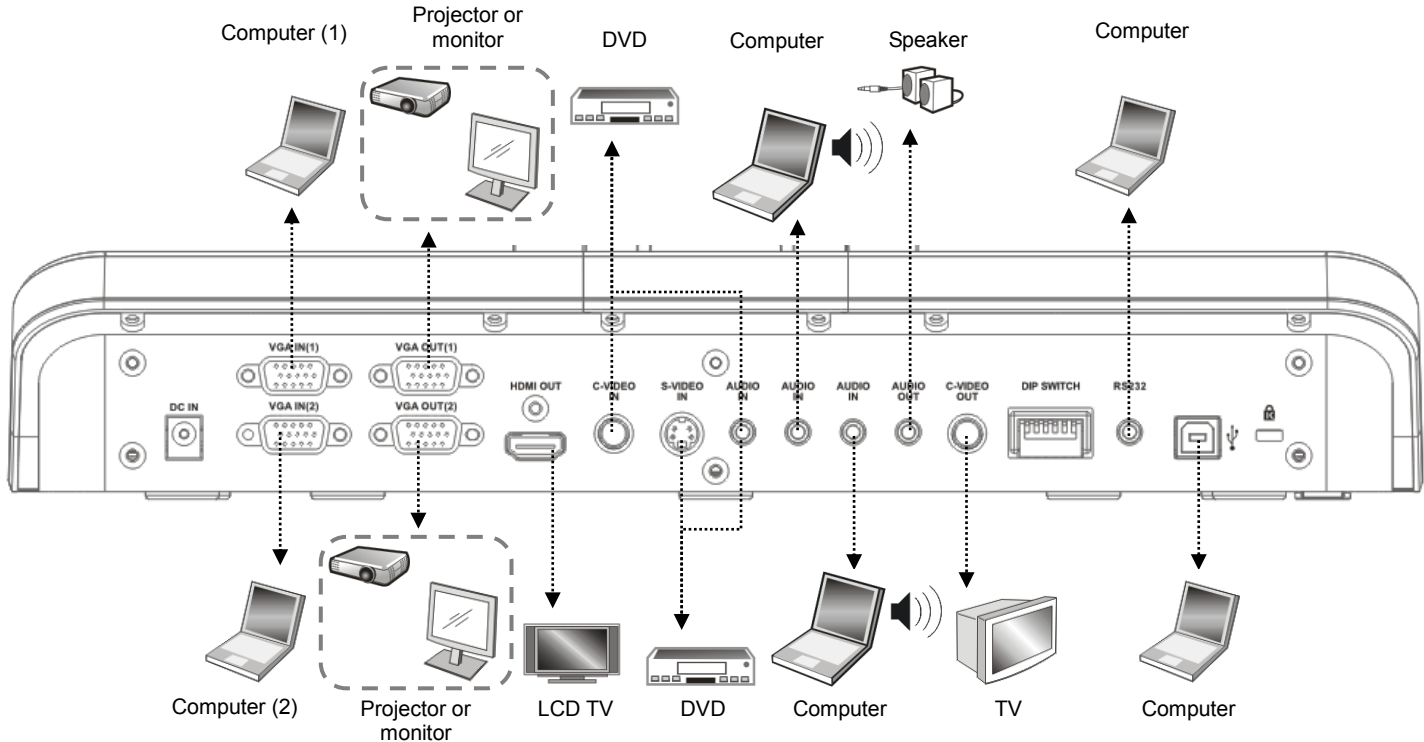 Computer (1)
Projector or
monitor
DVD
Computer
Speaker
Computer
VGA IN(1)
VGA OUT(1)
DC IN
VGA IN(2)
VGA OUT(2)
HDMI OUT
C-VIDEO
IN
S-VIDEO
IN
AUDIO
IN
AUDIO
IN
AUDIO
IN
AUDIO
OUT
C-VIDEO
OUT
DIP SWITCH
RS232
Computer (2)
Projector or
monitor
LCD TV
DVD
Computer
TV
Computer